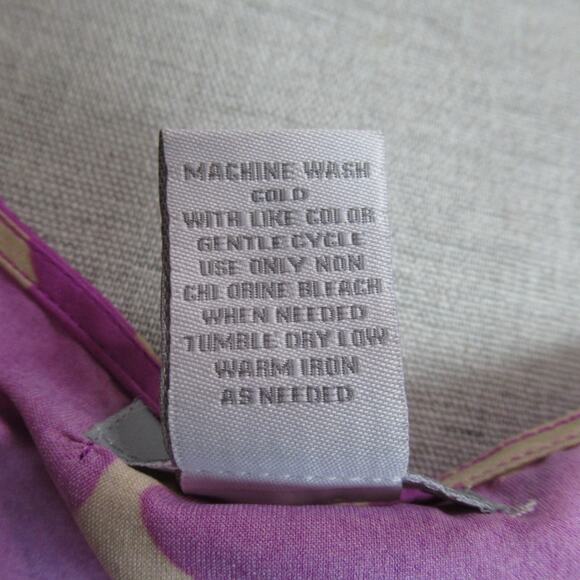 MACHINE WASH
COLD
WITH LIKE COLOR
GENTLE CYCLE
USE ONLY NON
CHLORINE BLEACH
WHEN NEEDED
TUMBLE DRY LOW
WARM IRON
AS NEEDED